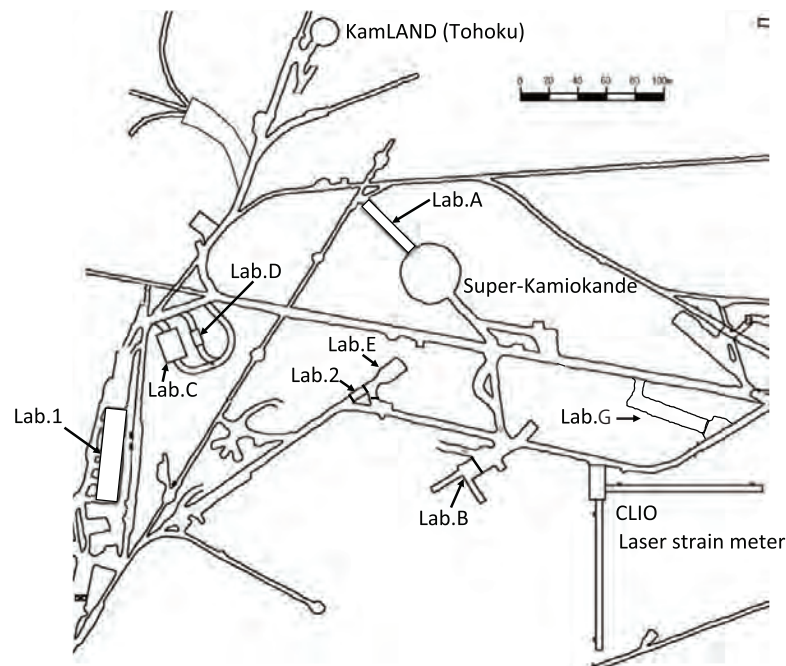 KamLAND (Tohoku)
0 20 40 60 80 100m
Lab.A
Lab.D
Super-Kamiokande
Lab.E
Lab.2
Lab.C
Lab.1
Lab.G
Lab.B
CLIO
Laser strain meter